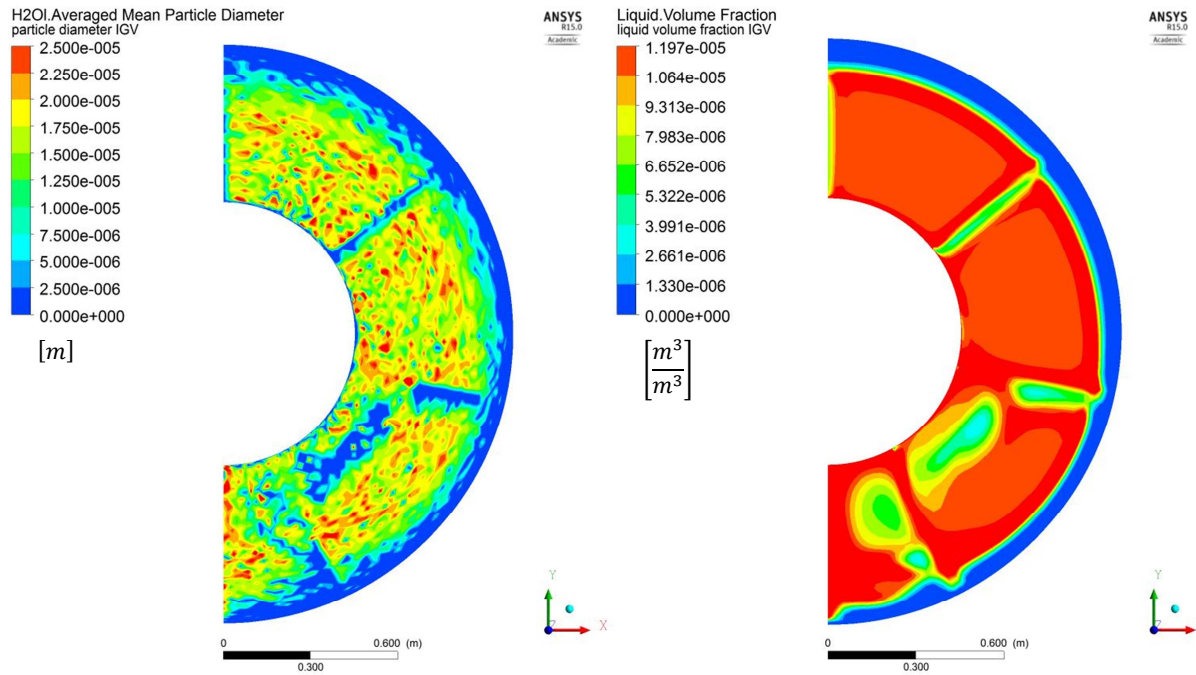 H2Ol.Averaged Mean Particle Diameter
particle diameter IGV
2.500e-005
2.250e-005
2.000e-005
1.750e-005
1.500e-005
1.250e-005
1.000e-005
7.500e-006
5.000e-006
2.500e-006
0.000e+000
[m]
ANSYS
R15.0
Academic
Y
Z
X
0
0.600 (m)
0.300
Liquid.Volume Fraction
liquid volume fraction IGV
1.197e-005
1.064e-005
9.313e-006
7.983e-006
6.652e-006
5.322e-006
3.991e-006
2.661e-006
1.330e-006
0.000e+000
[m³/m³]
ANSYS
R15.0
Academic
Y
Z
0
0.600 (m)
0.300